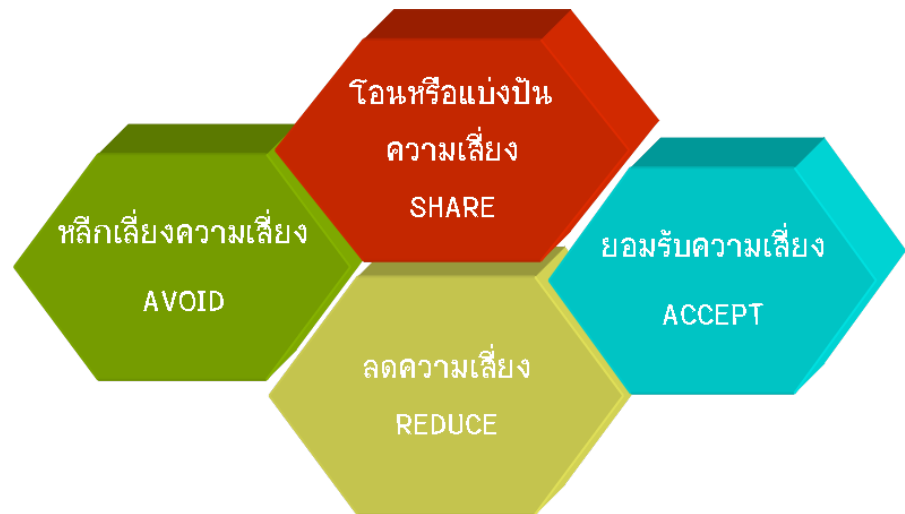 หลีกเลี่ยงความเสี่ยง
AVOID
โอนหรือแบ่งปัน
ความเสี่ยง
SHARE
ลดความเสี่ยง
REDUCE
ยอมรับความเสี่ยง
ACCEPT